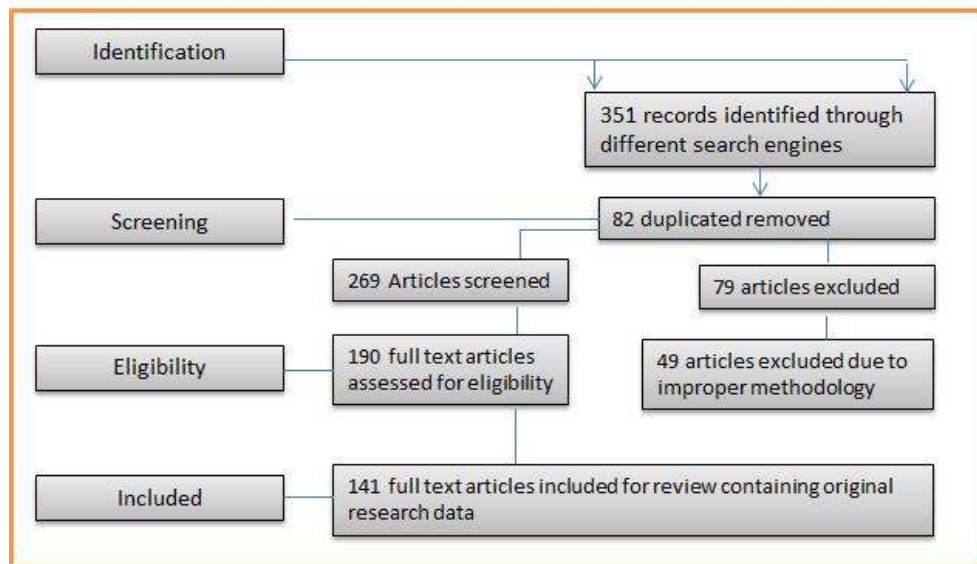 Identification
351 records identified through
different search engines
Screening
82 duplicated removed
269 Articles screened
79 articles excluded
Eligibility
190 full text articles
assessed for eligibility
49 articles excluded due to
improper methodology
Included
141 full text articles included for review containing original
research data